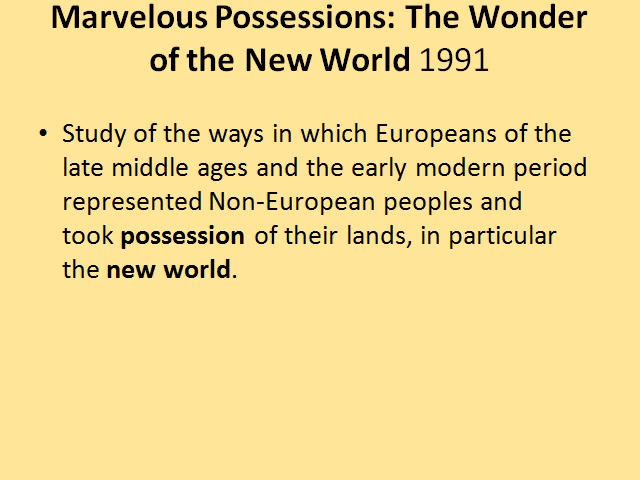 Marvelous Possessions: The Wonder
of the New World 1991
• Study of the ways in which Europeans of the
late middle ages and the early modern period
represented Non-European peoples and
took possession of their lands, in particular
the new world.